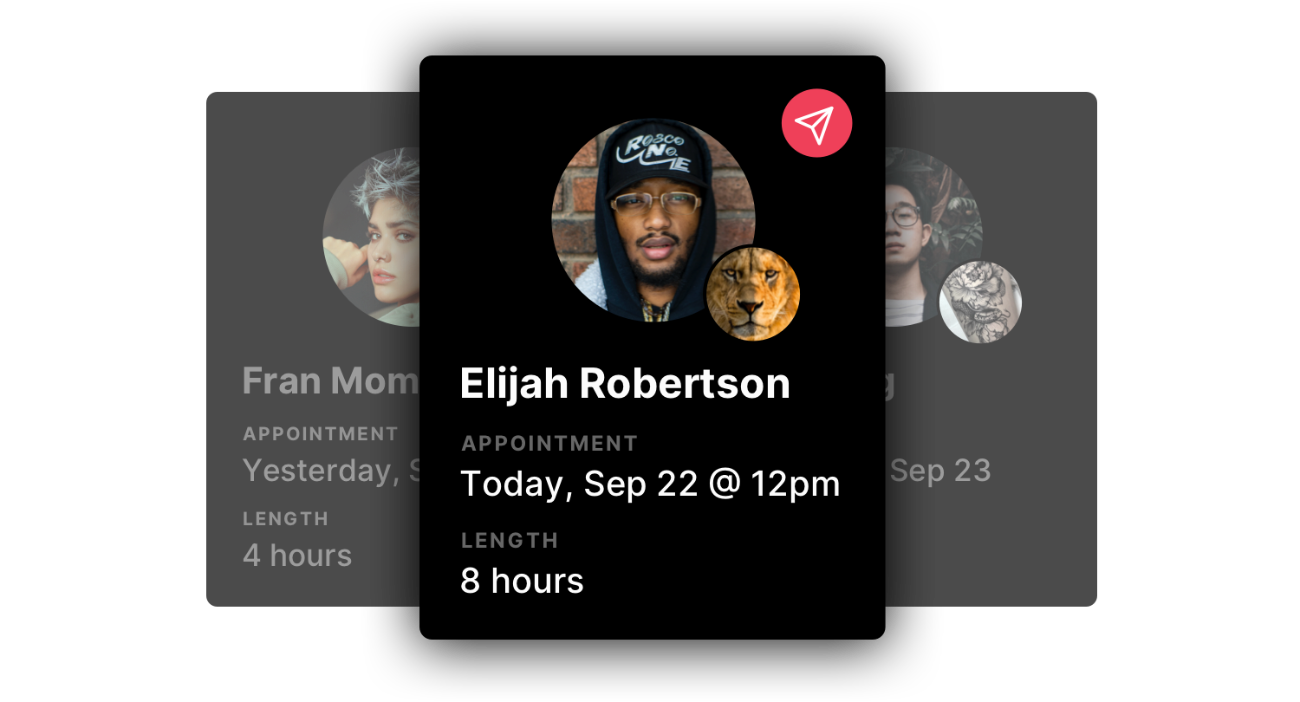 ROSCO
NO.
Fran Mom
APPOINTMENT
Yesterday,
LENGTH
4 hours
Elijah Robertson
APPOINTMENT
Today, Sep 22 @ 12pm
LENGTH
8 hours
g
Sep 23